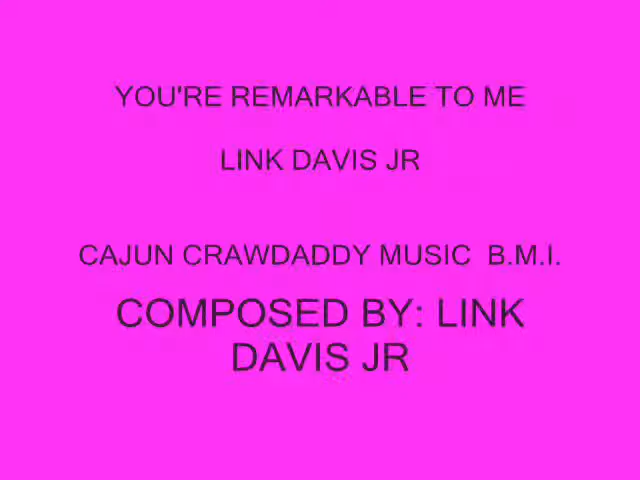 YOU'RE REMARKABLE TO ME
LINK DAVIS JR
CAJUN CRAWDADDY MUSIC  B.M.I.
COMPOSED BY: LINK
DAVIS JR